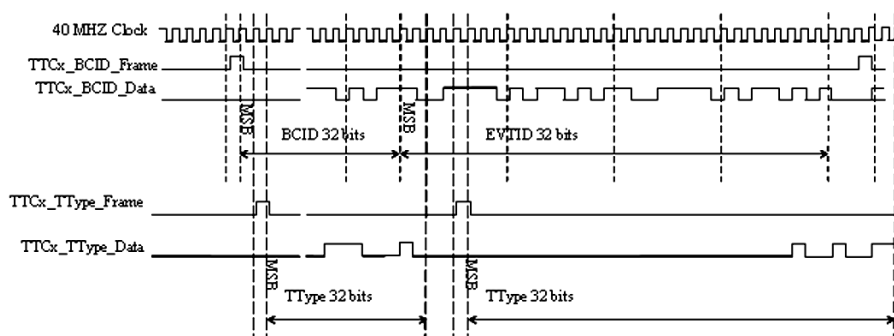 40 MHZ Clock
TTCx_BCID_Frame
TTCx_BCID_Data
MSB
BCID 32 bits
MSB
EVTID 32 bits
TTCx_TType_Frame
TTCx_TType_Data
MSB
TType 32 bits
MSB
TType 32 bits